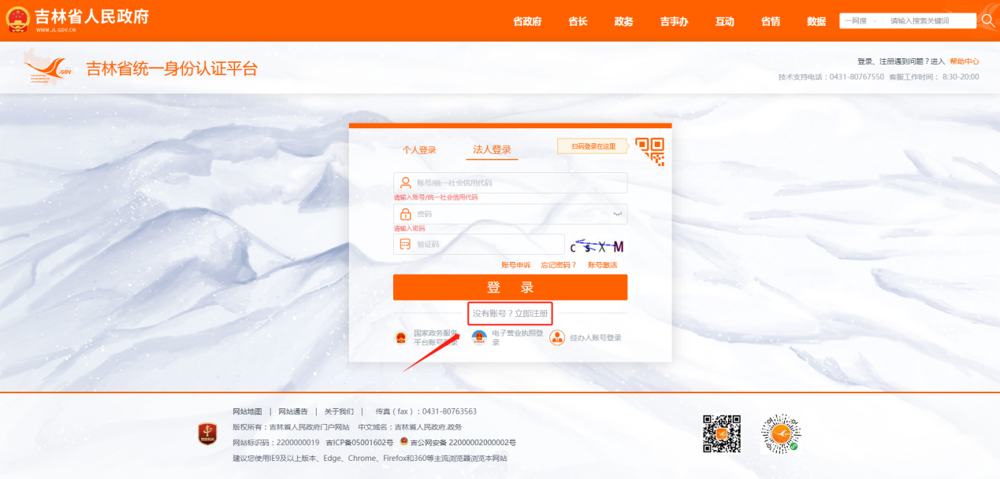 吉林省人民政府
WWW.JL.GOV.CN
省政府 省长 政务 吉事办 互动 省情 数据 一网搜 请输入搜索关键词
.GOV 吉林省统一身份认证平台
登录、注册遇到问题？进入 帮助中心
技术支持电话：0431-80767550 客服工作时间： 8:30-20:00
个人登录 法人登录 扫码登录在这里
账号/统一社会信用代码
请输入账号/统一社会信用代码
密码
请输入密码
验证码 c s X M
账号申诉 忘记密码？ 账号激活
登 录
没有账号？立即注册
国家政务服务
平台账号登录
电子营业执照登
录
经办人账号登录
网站地图 | 网站通告 | 关于我们 | 传真（fax）：0431-80763563
版权所有：吉林省人民政府门户网站 中文域名：吉林省人民政府.政务
网站标识码：2200000019 吉ICP备05001602号 吉公网安备 22000002000002号
建议您使用IE9及以上版本、Edge、Chrome、Firefox和360等主流浏览器浏览本网站